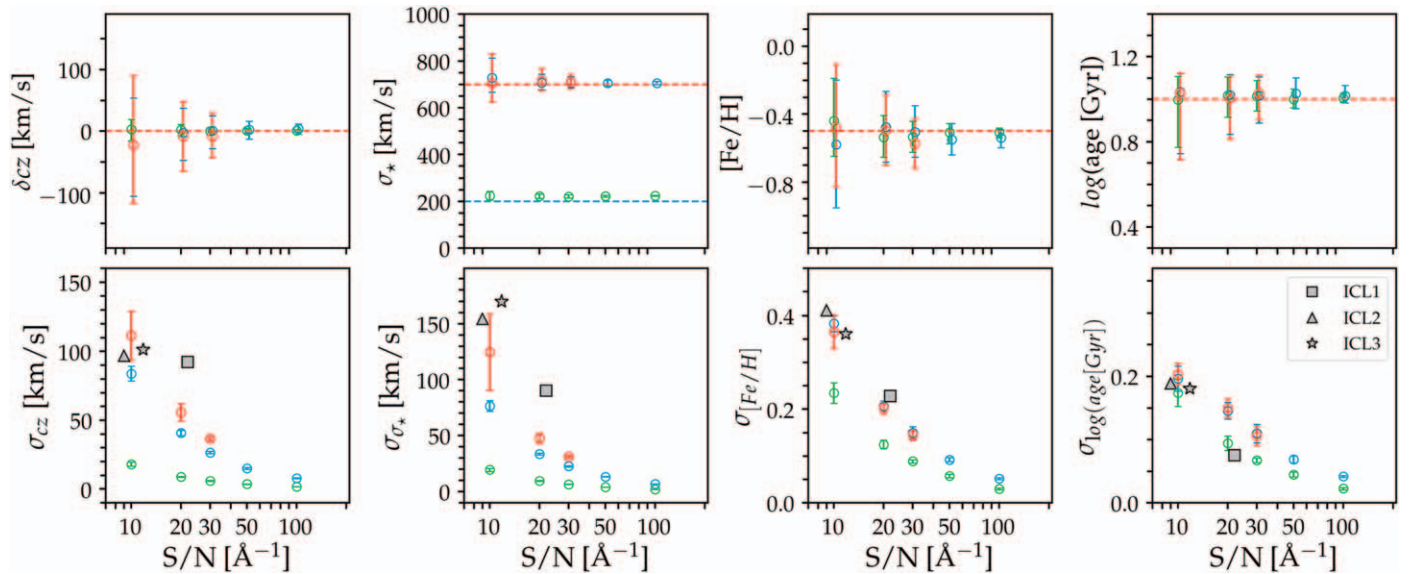 δcz [km/s]
100
0
−100
σ⋆ [km/s]
1000
800
600
400
200
0
[Fe/H]
0.0
−0.4
−0.8
log(age [Gyr])
1.2
0.9
0.6
0.3
σcz [km/s]
150
100
50
0
10 20 30 50 100
S/N [Å−1]
σσ⋆ [km/s]
150
100
50
0
10 20 30 50 100
S/N [Å−1]
σ[Fe/H]
0.4
0.2
0.0
10 20 30 50 100
S/N [Å−1]
σlog(age[Gyr])
0.2
0.0
10 20 30 50 100
S/N [Å−1]
ICL1
ICL2
ICL3